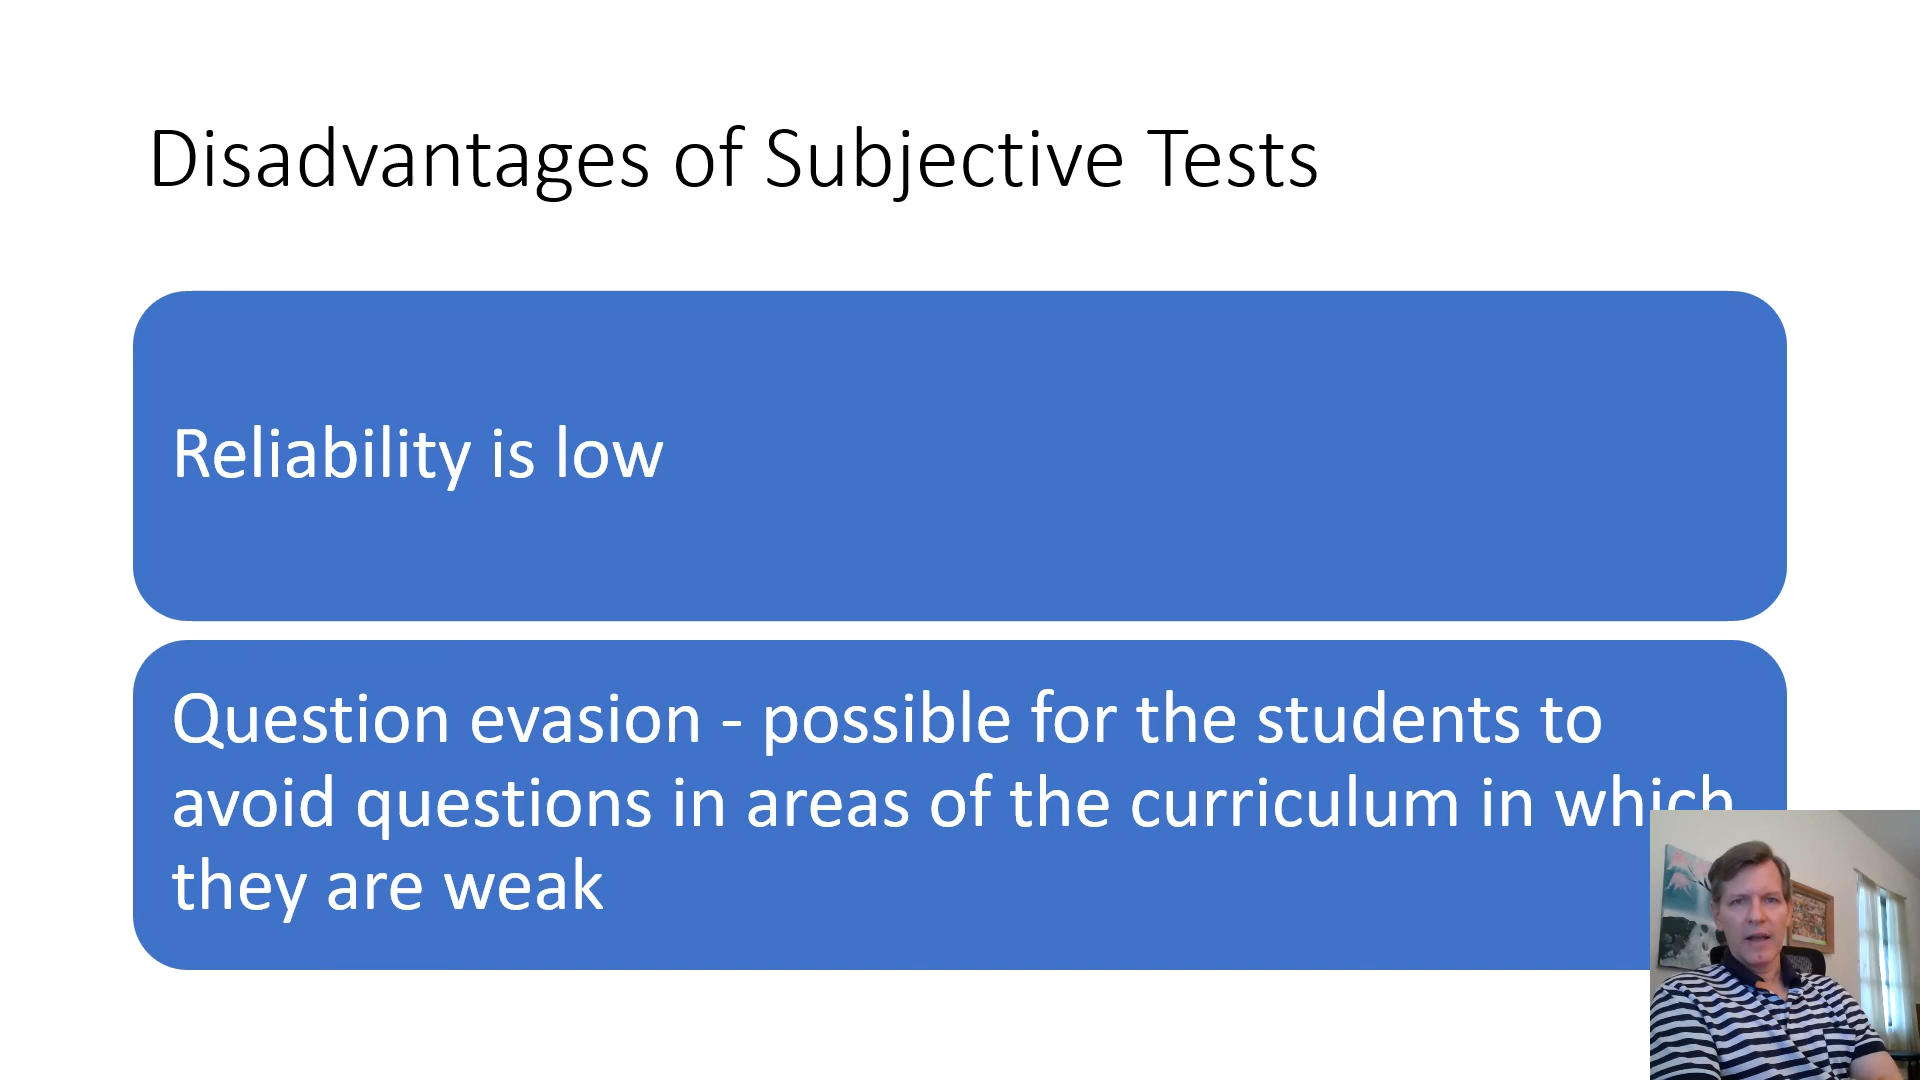 Disadvantages of Subjective Tests
Reliability is low
Question evasion - possible for the students to
avoid questions in areas of the curriculum in which
they are weak